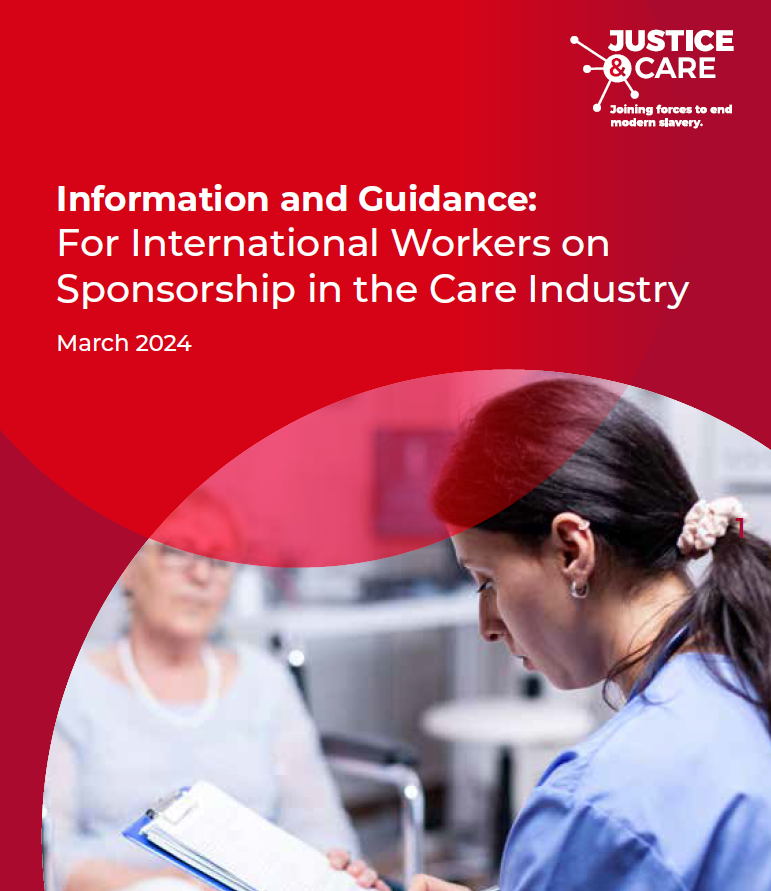 JUSTICE
& CARE
Joining forces to end
modern slavery.
Information and Guidance:
For International Workers on
Sponsorship in the Care Industry
March 2024
1